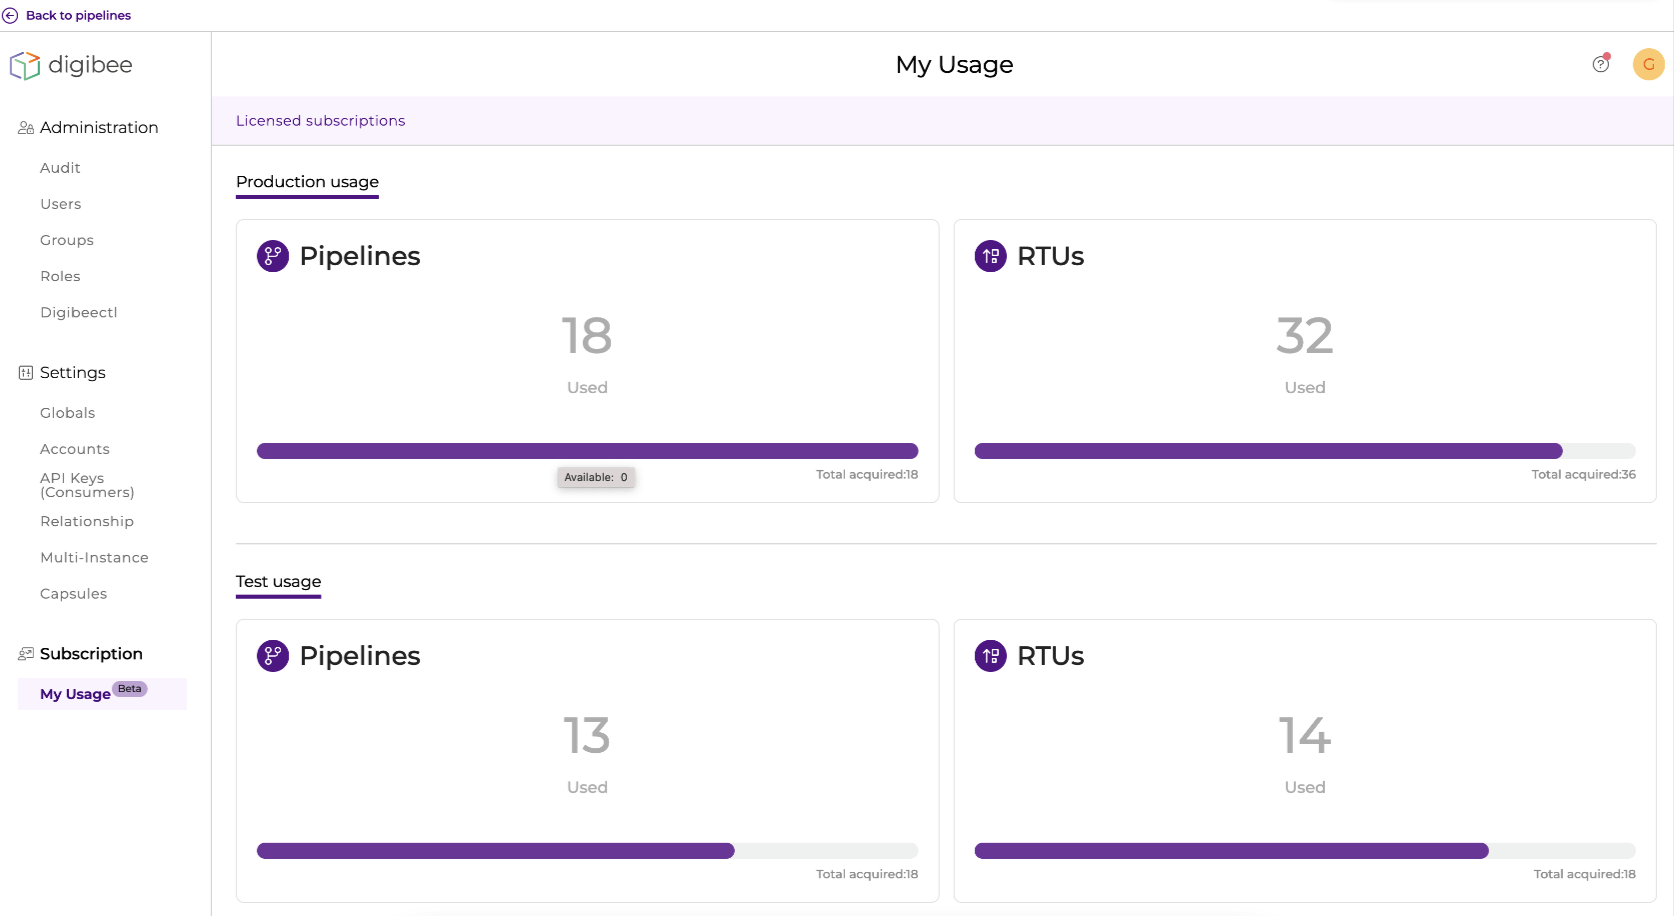 Back to pipelines
digibee
My Usage
?
G
Administration
Audit
Users
Groups
Roles
Digibeectl
Settings
Globals
Accounts
API Keys
(Consumers)
Relationship
Multi-Instance
Capsules
Subscription
My Usage Beta
Licensed subscriptions
Production usage
Pipelines
18
Used
Available: 0
Total acquired:18
RTUs
32
Used
Total acquired:36
Test usage
Pipelines
13
Used
Total acquired:18
RTUs
14
Used
Total acquired:18